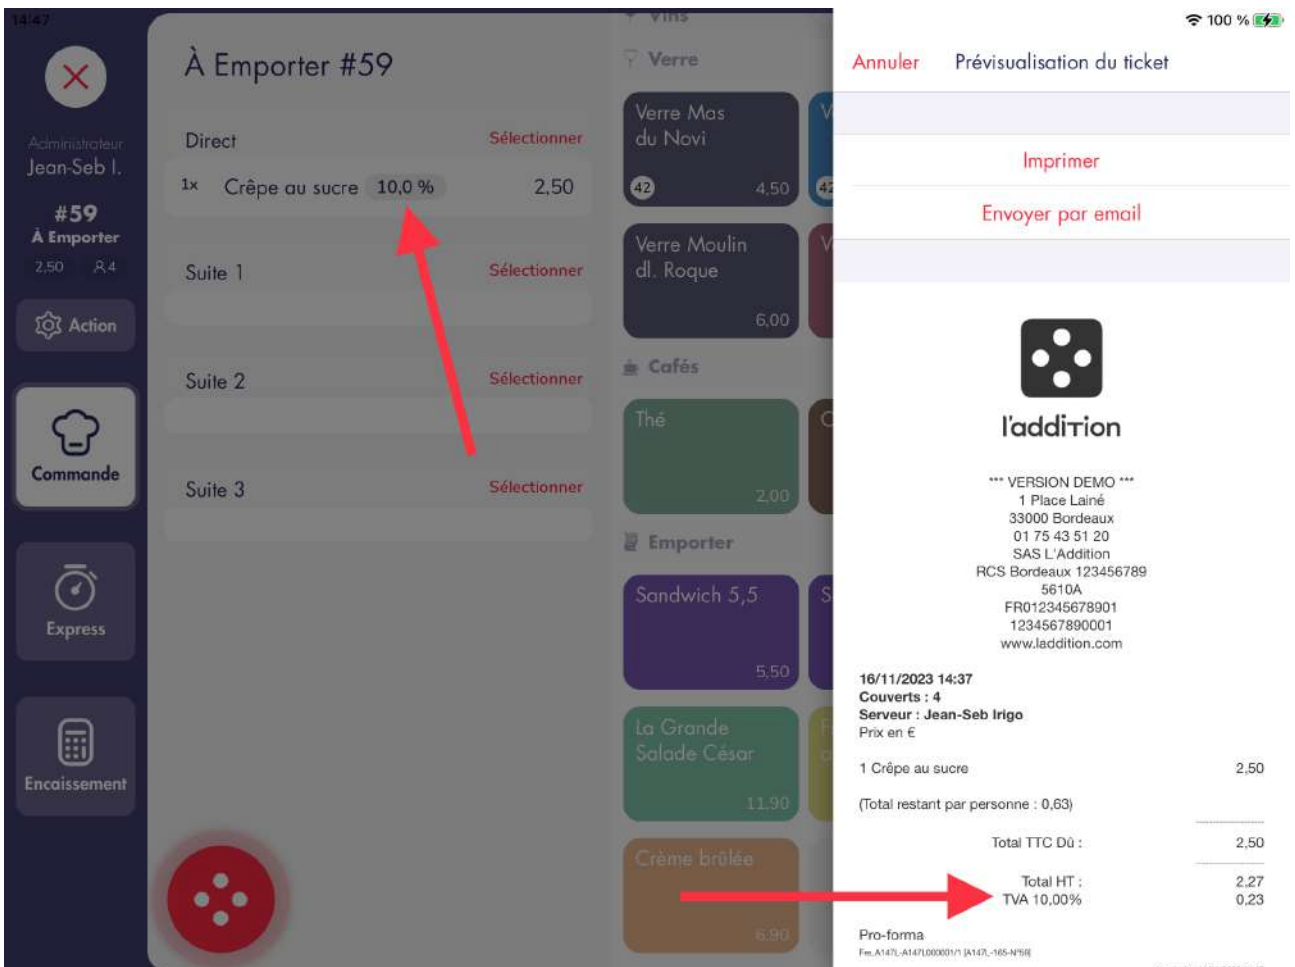 14:47
Administrateur
Jean-Seb I.
#59
À Emporter
2,50 4
Action
Commande
Express
Encaissement
À Emporter #59
Direct Sélectionner
1x Crêpe au sucre 10,0 % 2,50
Suite 1 Sélectionner
Suite 2 Sélectionner
Suite 3 Sélectionner
Vins
Verre
Verre Mas
du Novi
42 4,50
42
Verre Moulin
dl. Roque
6,00
Cafés
Thé
2,00
Emporter
Sandwich 5,5
5,50
La Grande
Salade César
11,90
Crème brûlée
6,90
100 %
Annuler Prévisualisation du ticket
Imprimer
Envoyer par email
l'addition
*** VERSION DEMO ***
1 Place Lainé
33000 Bordeaux
01 75 43 51 20
SAS L'Addition
RCS Bordeaux 123456789
5610A
FR012345678901
1234567890001
www.laddition.com
16/11/2023 14:37
Couverts : 4
Serveur : Jean-Seb Irigo
Prix en €
1 Crêpe au sucre 2,50
(Total restant par personne : 0,63)
Total TTC Dû : 2,50
Total HT : 2,27
TVA 10,00% 0,23
Pro-forma